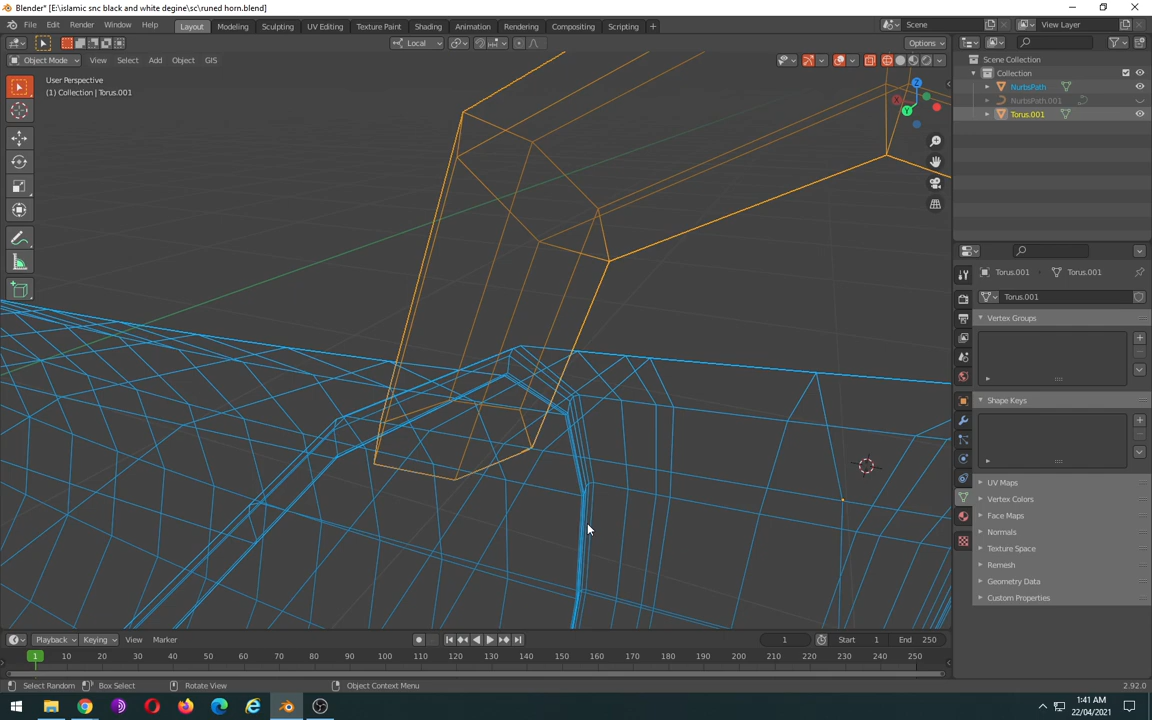 Blender* [E:\islamic snc black and white degine\sc\runed horn.blend]
File Edit Render Window Help Layout Modeling Sculpting UV Editing Texture Paint Shading Animation Rendering Compositing Scripting + Scene View Layer
Local Options
Object Mode View Select Add Object GIS
User Perspective
(1) Collection | Torus.001
Z
Y
X
Scene Collection
Collection
NurbsPath
NurbsPath.001
Torus.001
Torus.001 Torus.001
Torus.001
Vertex Groups
Shape Keys
UV Maps
Vertex Colors
Face Maps
Normals
Texture Space
Remesh
Geometry Data
Custom Properties
Playback Keying View Marker 1 Start 1 End 250
1 10 20 30 40 50 60 70 80 90 100 110 120 130 140 150 160 170 180 190 200 210 220 230 240 250
Select Random Box Select Rotate View Object Context Menu 2.92.0
1:41 AM
22/04/2021